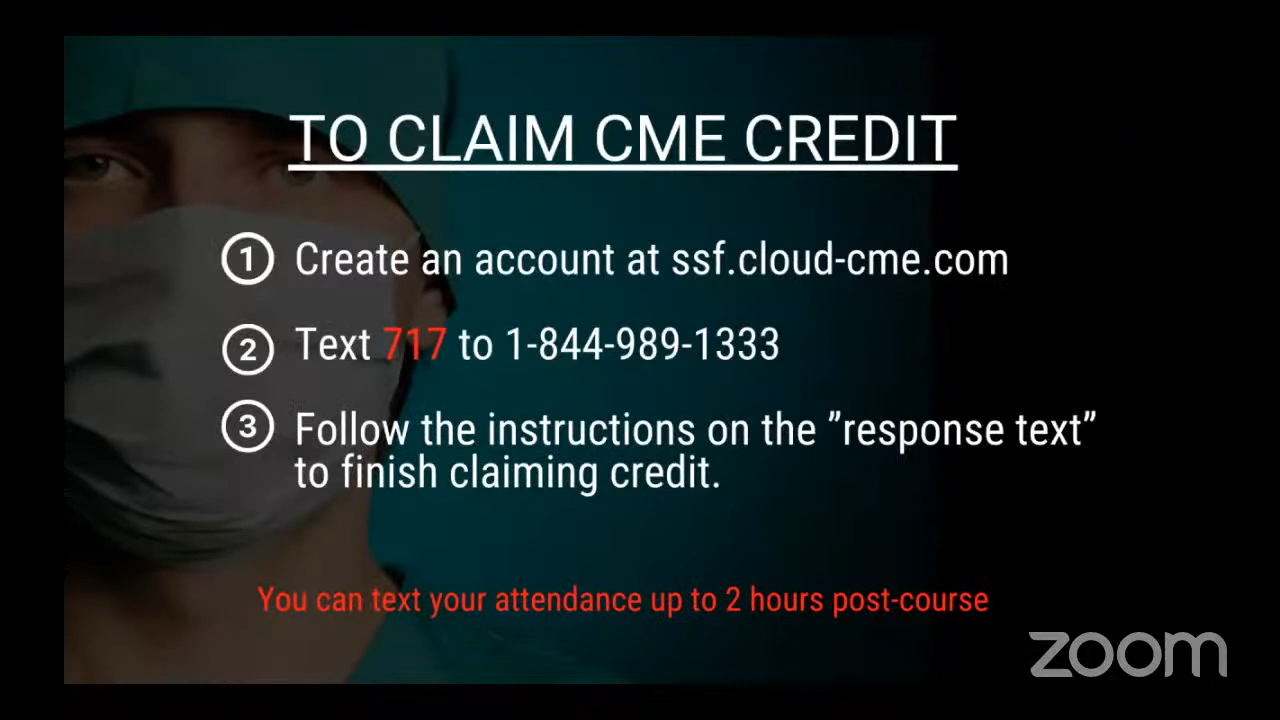 TO CLAIM CME CREDIT
1 Create an account at ssf.cloud-cme.com
2 Text 717 to 1-844-989-1333
3 Follow the instructions on the ”response text”
to finish claiming credit.
You can text your attendance up to 2 hours post-course
zoom